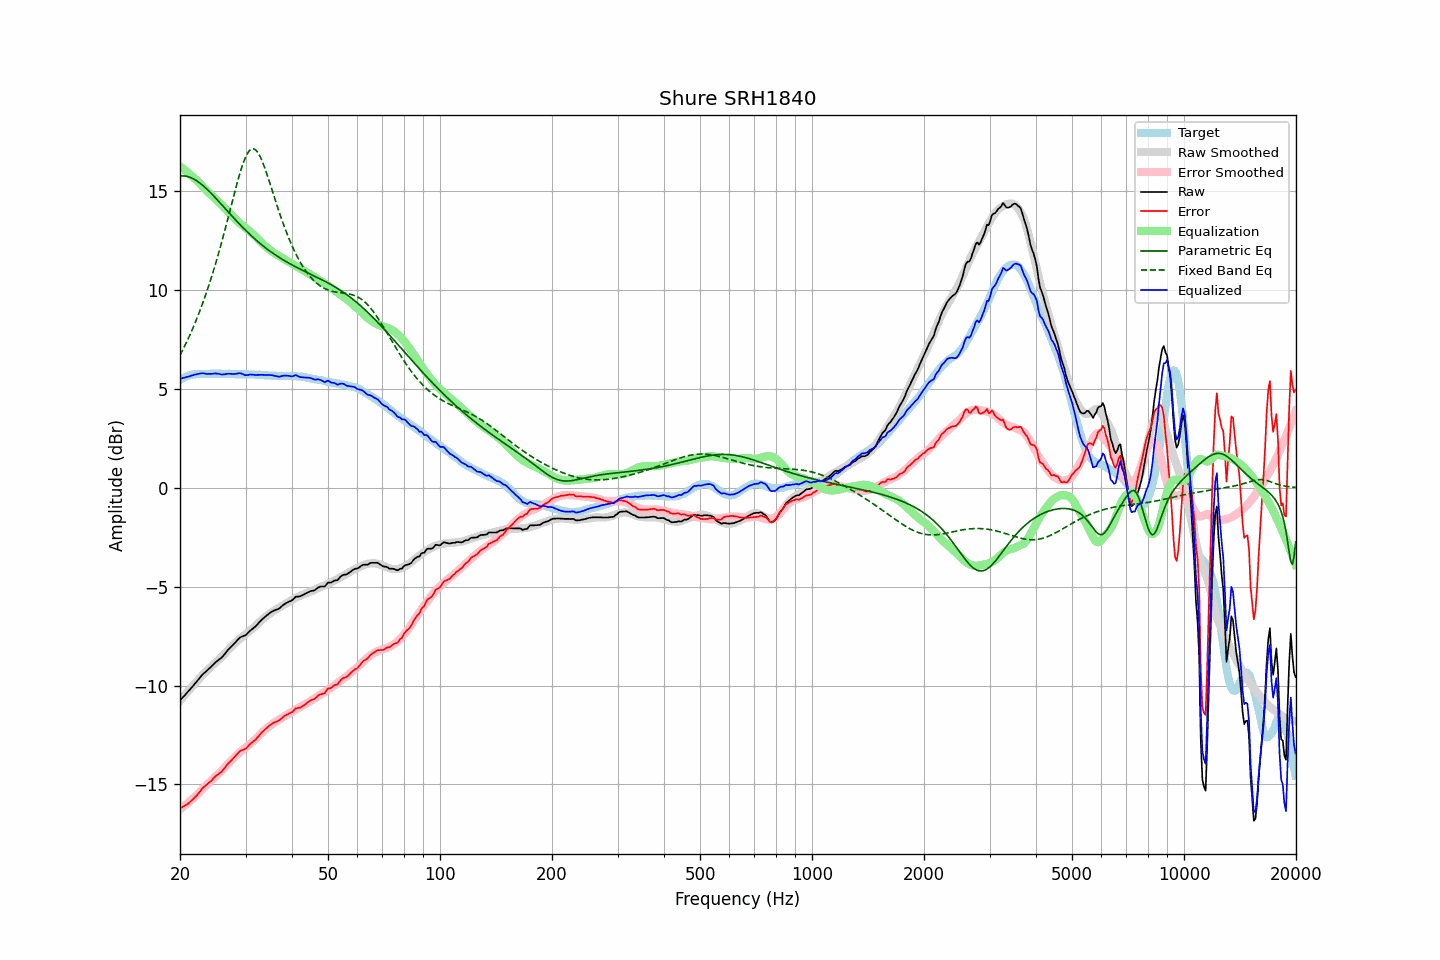 Shure SRH1840
Target
Raw Smoothed
Error Smoothed
Raw
Error
Equalization
Parametric Eq
Fixed Band Eq
Equalized
Amplitude (dBr)
15
10
5
0
−5
−10
−15
20 50 100 200 500 1000 2000 5000 10000 20000
Frequency (Hz)